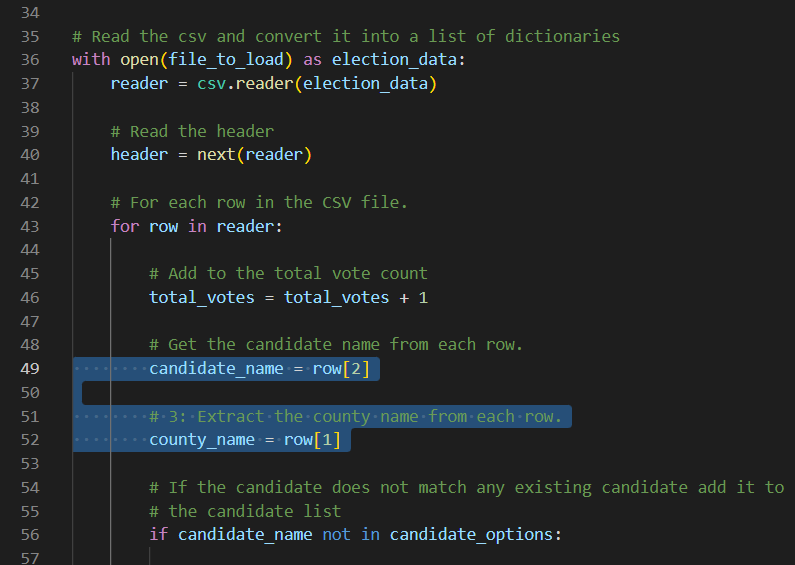 34
35 # Read the csv and convert it into a list of dictionaries
36 with open(file_to_load) as election_data:
37 reader = csv.reader(election_data)
38
39 # Read the header
40 header = next(reader)
41
42 # For each row in the CSV file.
43 for row in reader:
44
45 # Add to the total vote count
46 total_votes = total_votes + 1
47
48 # Get the candidate name from each row.
49 candidate_name = row[2]
50
51 # 3: Extract the county name from each row.
52 county_name = row[1]
53
54 # If the candidate does not match any existing candidate add it to
55 # the candidate list
56 if candidate_name not in candidate_options:
57